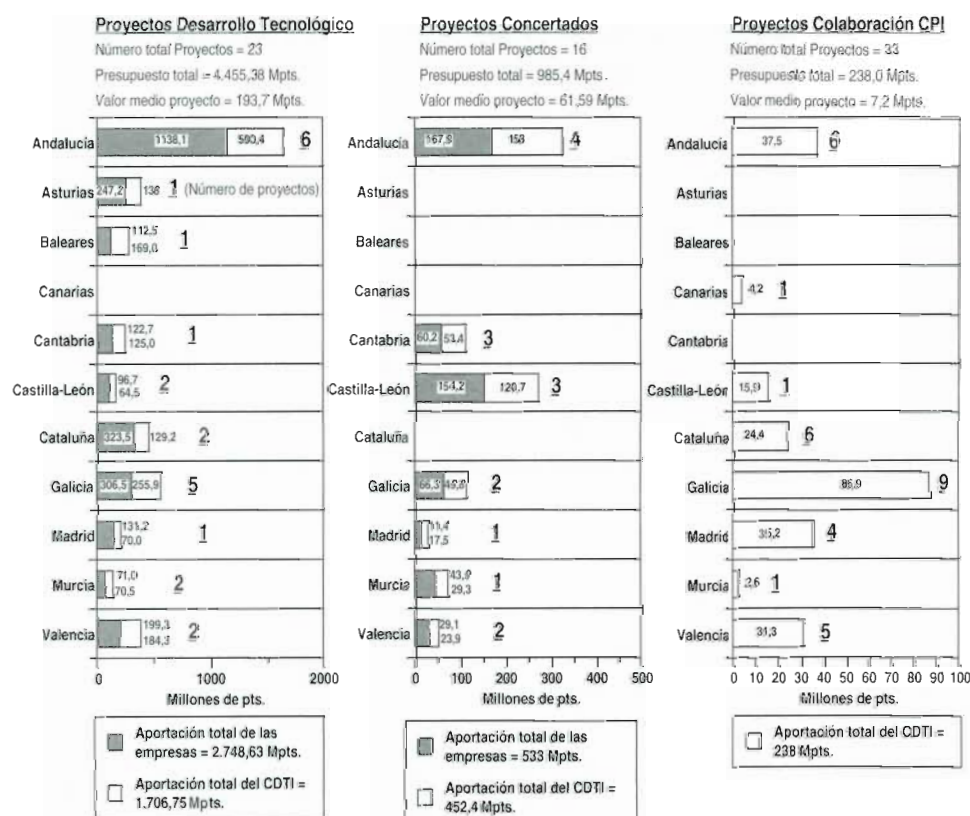 Proyectos Desarrollo Tecnológico
Número total Proyectos = 23
Presupuesto total = 4.455,38 Mpts.
Valor medio proyecto = 193,7 Mpts.
Andalucía 1138,1 6
Asturias 247,2 138 1 (Número de proyectos)
Baleares 112,5 169,0 1
Canarias
Cantabria 122,7 125,0 1
Castilla-León 96,7 64,5 2
Cataluña 323,5 129,2 2
Galicia 306,5 255,9 5
Madrid 131,2 70,0 1
Murcia 71,0 70,5 2
Valencia 199,3 184,3 2
0 1000 2000
Millones de pts.
Aportación total de las
empresas = 2.748,63 Mpts.
Aportación total del CDTI =
1.706,75 Mpts.
Proyectos Concertados
Número total Proyectos = 16
Presupuesto total = 985,4 Mpts.
Valor medio proyecto = 61,59 Mpts.
Andalucía 158 4
Asturias
Baleares
Canarias
Cantabria 60,2 3
Castilla-León 154,2 120,7 3
Cataluña
Galicia 66,3 2
Madrid 11,4 17,5 1
Murcia 43,9 29,3 1
Valencia 29,1 23,9 2
0 100 200 300 400 500
Millones de pts.
Aportación total de las
empresas = 533 Mpts.
Aportación total del CDTI =
452,4 Mpts.
Proyectos Colaboración CPI
Número total Proyectos = 33
Presupuesto total = 238,0 Mpts.
Valor medio proyecto = 7,2 Mpts.
Andalucía 37,5 6
Asturias
Baleares
Canarias 4,2 1
Cantabria
Castilla-León 15,9 1
Cataluña 24,4 6
Galicia 9
Madrid 35,2 4
Murcia 2,6 1
Valencia 31,3 5
0 10 20 30 40 50 60 70 80 90 100
Millones de pts.
Aportación total del CDTI =
238 Mpts.